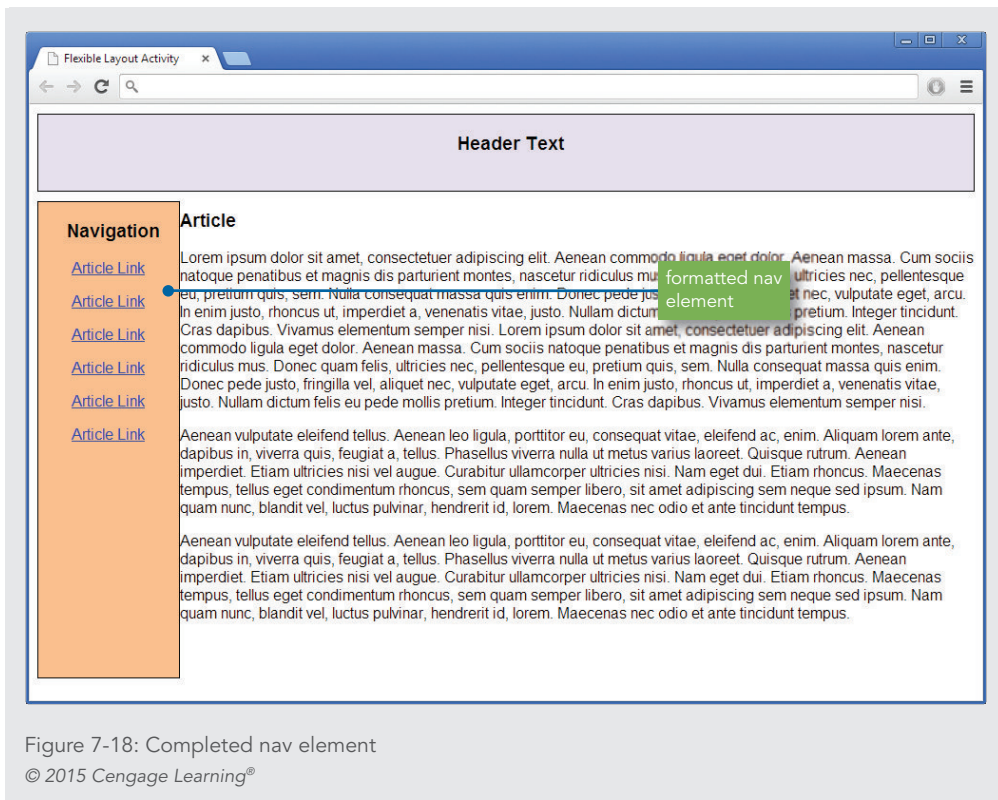 Flexible Layout Activity
Header Text
Navigation
Article Link
Article Link
Article Link
Article Link
Article Link
Article Link
Article
Lorem ipsum dolor sit amet, consectetuer adipiscing elit. Aenean commodo ligula eget dolor. Aenean massa. Cum sociis
natoque penatibus et magnis dis parturient montes, nascetur ridiculus mus ultricies nec, pellentesque
eu, pretium quis, sem. Nulla consequat massa quis enim. Donec pede jus et nec, vulputate eget, arcu.
In enim justo, rhoncus ut, imperdiet a, venenatis vitae, justo. Nullam dictum pretium. Integer tincidunt.
Cras dapibus. Vivamus elementum semper nisi. Lorem ipsum dolor sit amet, consectetuer adipiscing elit. Aenean
commodo ligula eget dolor. Aenean massa. Cum sociis natoque penatibus et magnis dis parturient montes, nascetur
ridiculus mus. Donec quam felis, ultricies nec, pellentesque eu, pretium quis, sem. Nulla consequat massa quis enim.
Donec pede justo, fringilla vel, aliquet nec, vulputate eget, arcu. In enim justo, rhoncus ut, imperdiet a, venenatis vitae,
justo. Nullam dictum felis eu pede mollis pretium. Integer tincidunt. Cras dapibus. Vivamus elementum semper nisi.
Aenean vulputate eleifend tellus. Aenean leo ligula, porttitor eu, consequat vitae, eleifend ac, enim. Aliquam lorem ante,
dapibus in, viverra quis, feugiat a, tellus. Phasellus viverra nulla ut metus varius laoreet. Quisque rutrum. Aenean
imperdiet. Etiam ultricies nisi vel augue. Curabitur ullamcorper ultricies nisi. Nam eget dui. Etiam rhoncus. Maecenas
tempus, tellus eget condimentum rhoncus, sem quam semper libero, sit amet adipiscing sem neque sed ipsum. Nam
quam nunc, blandit vel, luctus pulvinar, hendrerit id, lorem. Maecenas nec odio et ante tincidunt tempus.
Aenean vulputate eleifend tellus. Aenean leo ligula, porttitor eu, consequat vitae, eleifend ac, enim. Aliquam lorem ante,
dapibus in, viverra quis, feugiat a, tellus. Phasellus viverra nulla ut metus varius laoreet. Quisque rutrum. Aenean
imperdiet. Etiam ultricies nisi vel augue. Curabitur ullamcorper ultricies nisi. Nam eget dui. Etiam rhoncus. Maecenas
tempus, tellus eget condimentum rhoncus, sem quam semper libero, sit amet adipiscing sem neque sed ipsum. Nam
quam nunc, blandit vel, luctus pulvinar, hendrerit id, lorem. Maecenas nec odio et ante tincidunt tempus.
formatted nav
element
Figure 7-18: Completed nav element
© 2015 Cengage Learning®